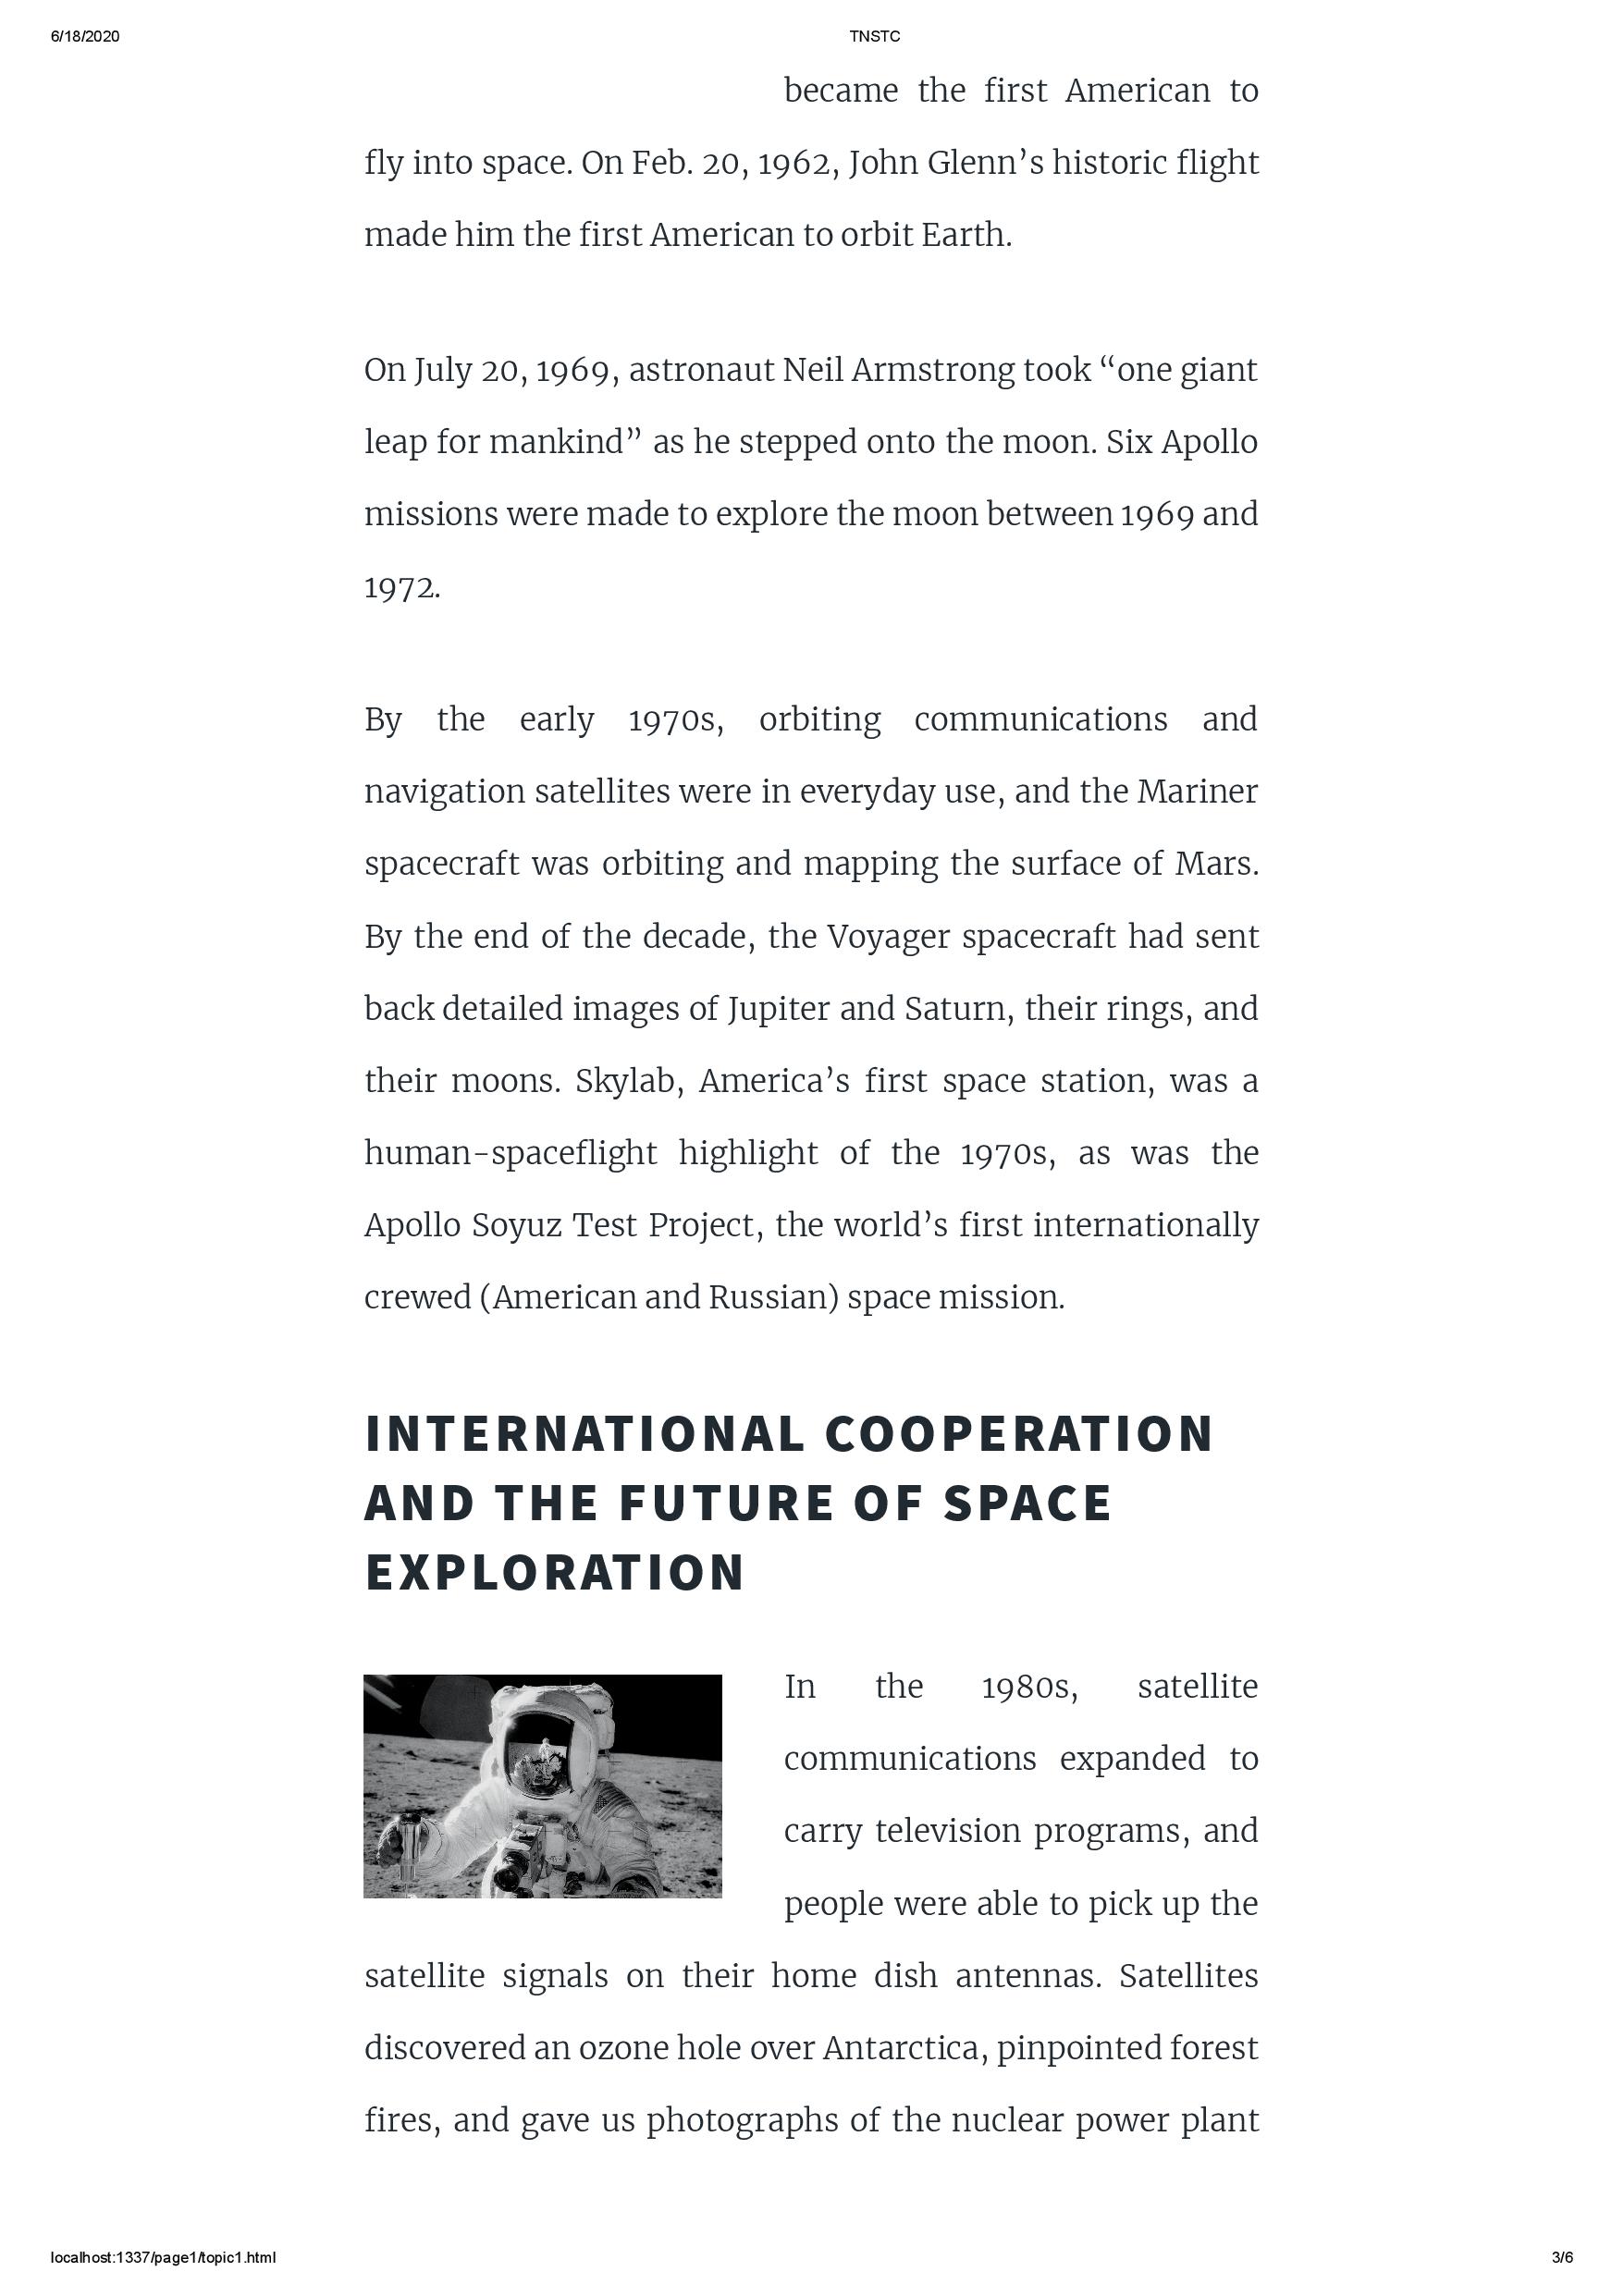 6/18/2020
TNSTC
became the first American to
fly into space. On Feb. 20, 1962, John Glenn’s historic flight
made him the first American to orbit Earth.
On July 20, 1969, astronaut Neil Armstrong took “one giant
leap for mankind” as he stepped onto the moon. Six Apollo
missions were made to explore the moon between 1969 and
1972.
By the early 1970s, orbiting communications and
navigation satellites were in everyday use, and the Mariner
spacecraft was orbiting and mapping the surface of Mars.
By the end of the decade, the Voyager spacecraft had sent
back detailed images of Jupiter and Saturn, their rings, and
their moons. Skylab, America’s first space station, was a
human-spaceflight highlight of the 1970s, as was the
Apollo Soyuz Test Project, the world’s first internationally
crewed (American and Russian) space mission.
INTERNATIONAL COOPERATION
AND THE FUTURE OF SPACE
EXPLORATION
In the 1980s, satellite
communications expanded to
carry television programs, and
people were able to pick up the
satellite signals on their home dish antennas. Satellites
discovered an ozone hole over Antarctica, pinpointed forest
fires, and gave us photographs of the nuclear power plant
localhost:1337/page1/topic1.html
3/6